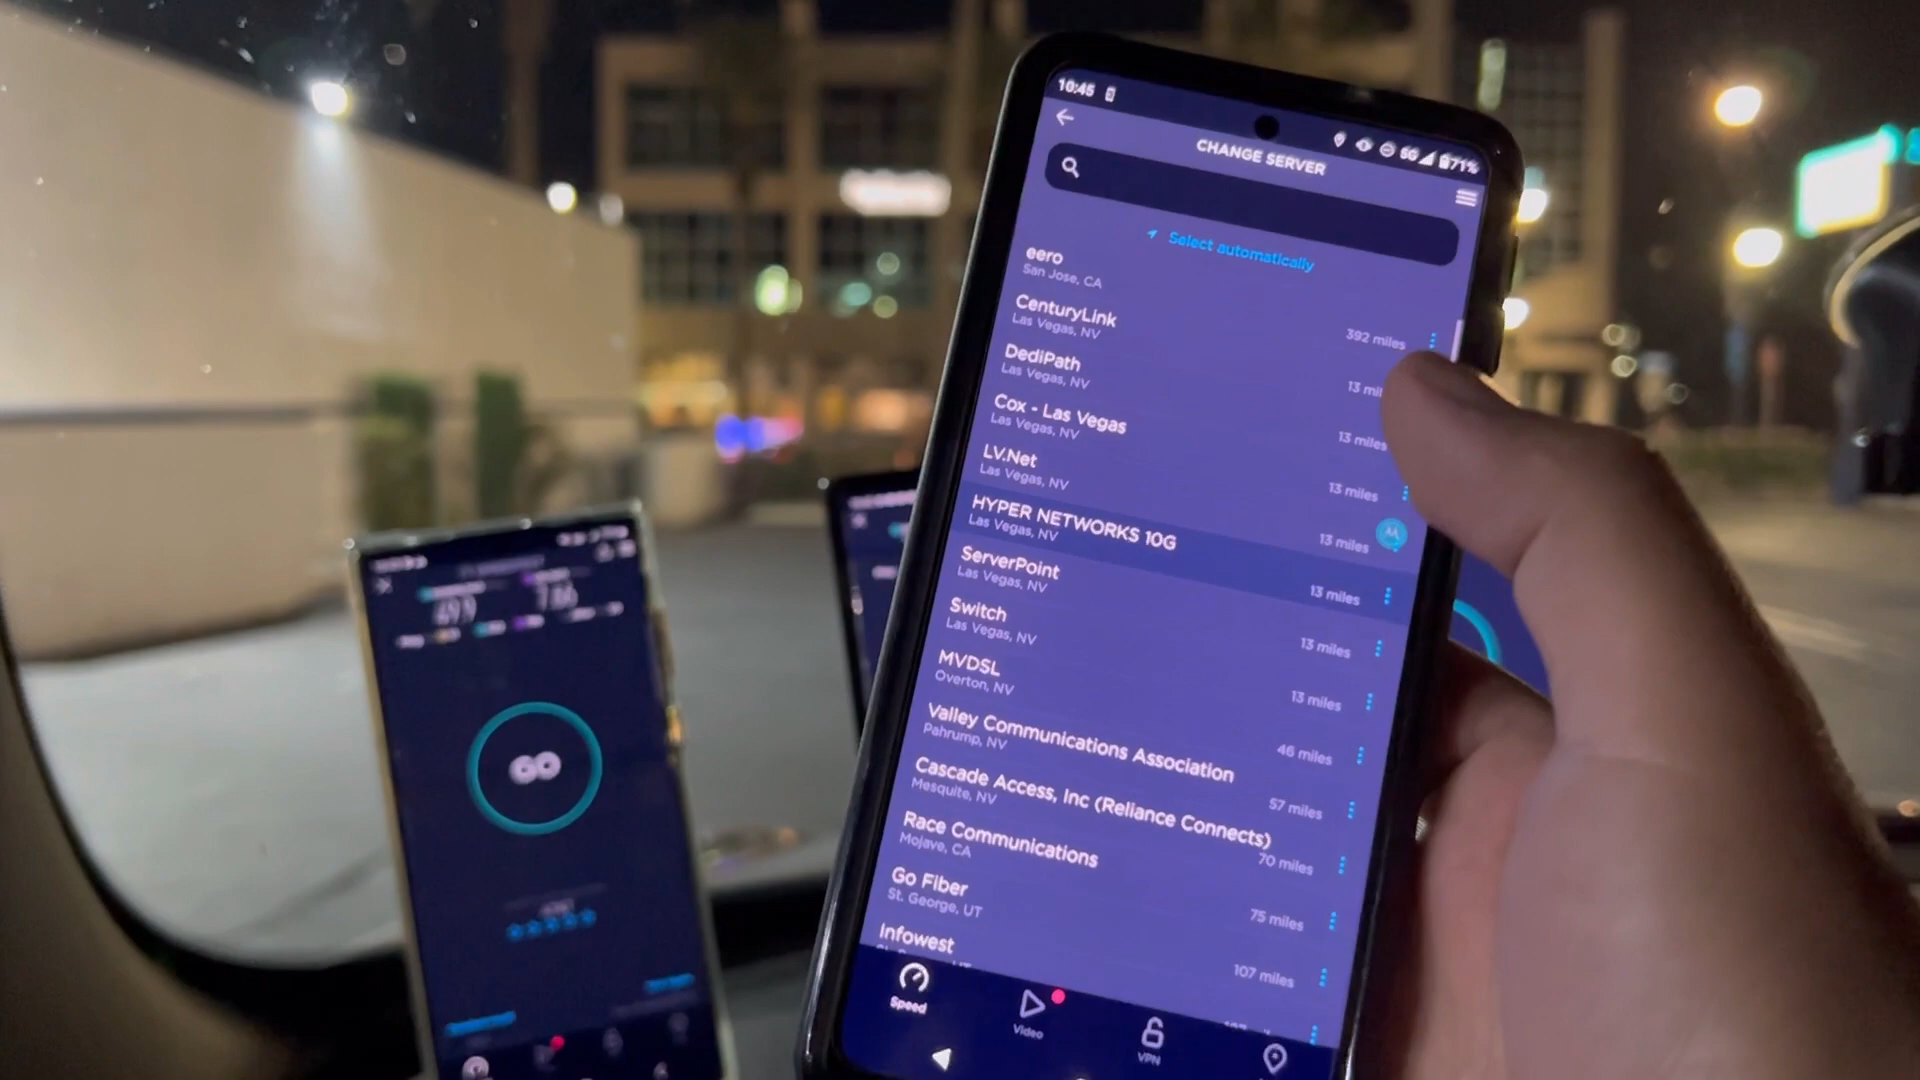 10:45
5G 71%
CHANGE SERVER
Select automatically
eero
San Jose, CA
392 miles
CenturyLink
Las Vegas, NV
13 mil
DediPath
Las Vegas, NV
13 miles
Cox - Las Vegas
Las Vegas, NV
13 miles
LV.Net
Las Vegas, NV
13 miles
HYPER NETWORKS 10G
Las Vegas, NV
13 miles
ServerPoint
Las Vegas, NV
13 miles
Switch
Las Vegas, NV
13 miles
MVDSL
Overton, NV
46 miles
Valley Communications Association
Pahrump, NV
57 miles
Cascade Access, Inc (Reliance Connects)
Mesquite, NV
70 miles
Race Communications
Mojave, CA
75 miles
Go Fiber
St. George, UT
107 miles
Infowest
Speed
Video
VPN
GO